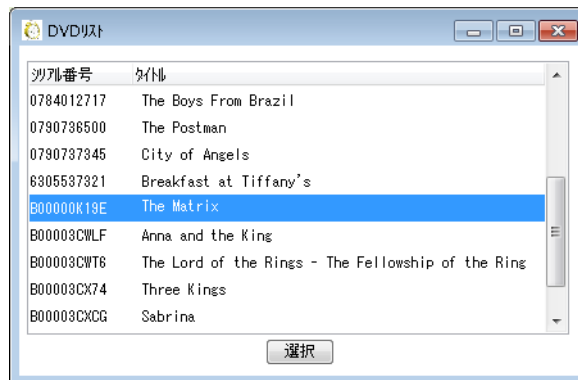 DVDﾘｽﾄ
ｼﾘｱﾙ番号 ﾀｲﾄﾙ
0784012717 The Boys From Brazil
0790736500 The Postman
0790737345 City of Angels
6305537321 Breakfast at Tiffany's
B00000K19E The Matrix
B00003CWLF Anna and the King
B00003CWT6 The Lord of the Rings - The Fellowship of the Ring
B00003CX74 Three Kings
B00003CXCG Sabrina
選択